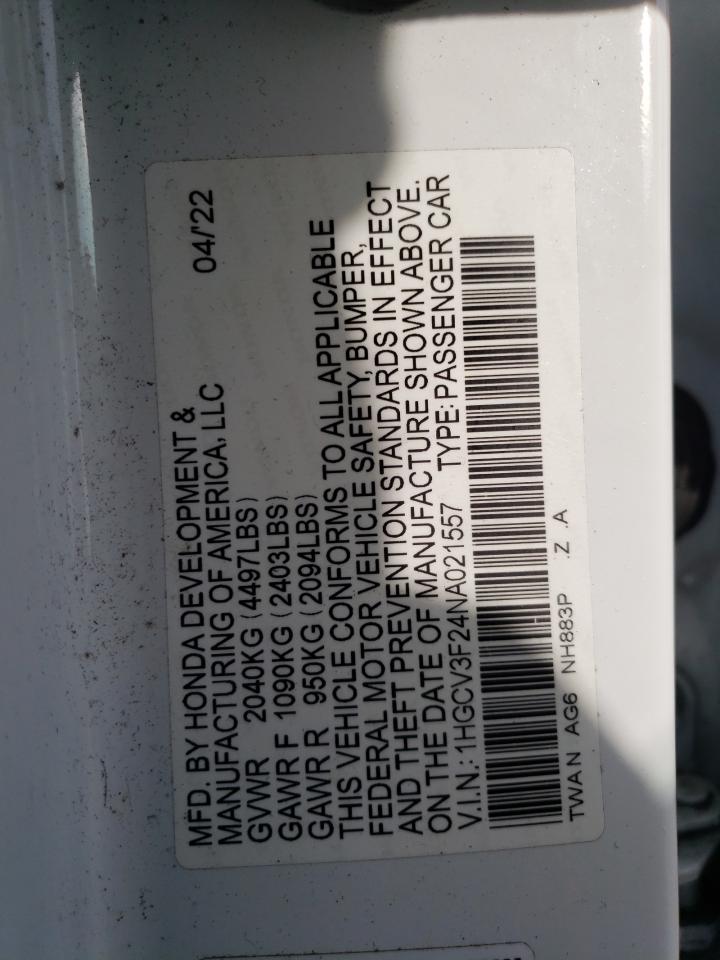 MFD. BY HONDA DEVELOPMENT &
MANUFACTURING OF AMERICA, LLC 04/'22
GVWR 2040KG (4497LBS)
GAWR F 1090KG (2403LBS)
GAWR R 950KG (2094LBS)
THIS VEHICLE CONFORMS TO ALL APPLICABLE
FEDERAL MOTOR VEHICLE SAFETY, BUMPER,
AND THEFT PREVENTION STANDARDS IN EFFECT
ON THE DATE OF MANUFACTURE SHOWN ABOVE.
V.I.N.: 1HGCV3F24NA021557 TYPE: PASSENGER CAR
TWAN AG6 NH883P .Z .A